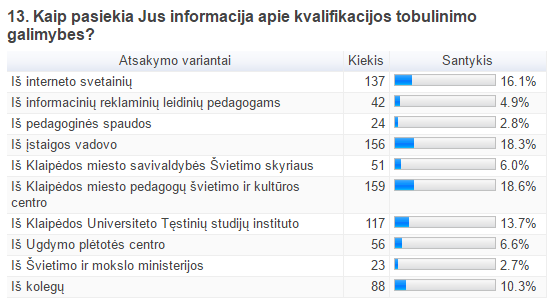 13. Kaip pasiekia Jus informacija apie kvalifikacijos tobulinimo
galimybes?
Atsakymo variantai Kiekis Santykis
Iš interneto svetainių 137 16.1%
Iš informacinių reklaminių leidinių pedagogams 42 4.9%
Iš pedagoginės spaudos 24 2.8%
Iš įstaigos vadovo 156 18.3%
Iš Klaipėdos miesto savivaldybės Švietimo skyriaus 51 6.0%
Iš Klaipėdos miesto pedagogų švietimo ir kultūros 159 18.6%
centro
Iš Klaipėdos Universiteto Tęstinių studijų instituto 117 13.7%
Iš Ugdymo plėtotės centro 56 6.6%
Iš Švietimo ir mokslo ministerijos 23 2.7%
Iš kolegų 88 10.3%